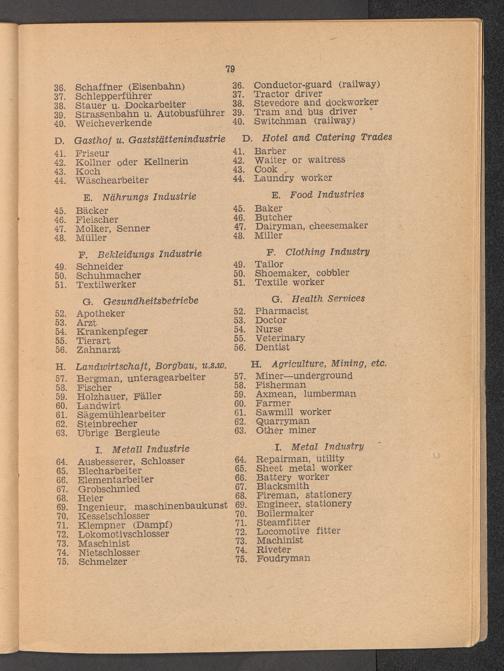 79
36. Schaffner (Eisenbahn)
37. Schlepperführer
38. Stauer u. Dockarbeiter
39. Strassenbahn u. Autobusführer
40. Weicheverkende
D. Gasthof u. Gaststättenindustrie
41. Friseur
42. Kollner oder Kellnerin
43. Koch
44. Wäschearbeiter
E. Nährungs Industrie
45. Bäcker
46. Fleischer
47. Molker, Senner
48. Müller
F. Bekleidungs Industrie
49. Schneider
50. Schuhmacher
51. Textilwerker
G. Gesundheitsbetriebe
52. Apotheker
53. Arzt
54. Krankenpfeger
55. Tierart
56. Zahnarzt
H. Landwirtschaft, Borgbau, u.s.w.
57. Bergman, unteragearbeiter
58. Fischer
59. Holzhauer, Fäller
60. Landwirt
61. Sägemühlearbeiter
62. Steinbrecher
63. Ubrige Bergleute
I. Metall Industrie
64. Ausbesserer, Schlosser
65. Blecharbeiter
66. Elementarbeiter
67. Grobschmied
68. Heier
69. Ingenieur, maschinenbaukunst
70. Kesselschlosser
71. Klempner (Dampf)
72. Lokomotivschlosser
73. Maschinist
74. Nietschlosser
75. Schmelzer
36. Conductor-guard (railway)
37. Tractor driver
38. Stevedore and dockworker
39. Tram and bus driver
40. Switchman (railway)
D. Hotel and Catering Trades
41. Barber
42. Waiter or waitress
43. Cook
44. Laundry worker
E. Food Industries
45. Baker
46. Butcher
47. Dairyman, cheesemaker
48. Miller
F. Clothing Industry
49. Tailor
50. Shoemaker, cobbler
51. Textile worker
G. Health Services
52. Pharmacist
53. Doctor
54. Nurse
55. Veterinary
56. Dentist
H. Agriculture, Mining, etc.
57. Miner—underground
58. Fisherman
59. Axmean, lumberman
60. Farmer
61. Sawmill worker
62. Quarryman
63. Other miner
I. Metal Industry
64. Repairman, utility
65. Sheet metal worker
66. Battery worker
67. Blacksmith
68. Fireman, stationery
69. Engineer, stationery
70. Boilermaker
71. Steamfitter
72. Locomotive fitter
73. Machinist
74. Riveter
75. Foudryman